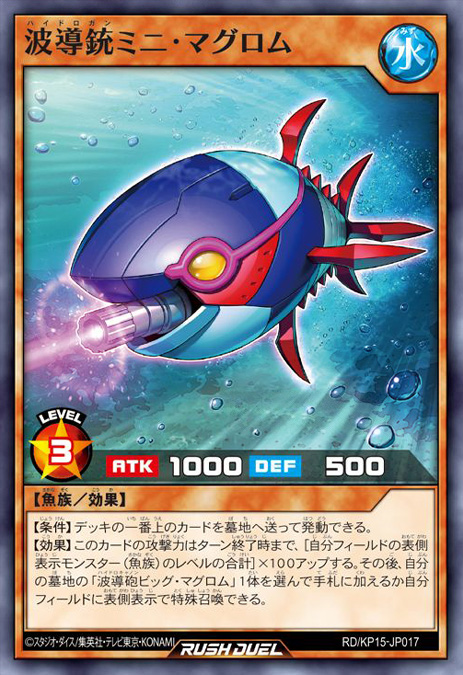 ハイドロガン
波導銃ミニ・マグロム
みず
水
LEVEL
3
ATK 1000 DEF 500
【魚族／効果】
【条件】デッキの一番上のカードを墓地へ送って発動できる。
【効果】このカードの攻撃力はターン終了時まで、［自分フィールドの表側
表示モンスター（魚族）のレベルの合計］×100アップする。その後、自分
の墓地の「波導砲ビッグ・マグロム」1体を選んで手札に加えるか自分
フィールドに表側表示で特殊召喚できる。
©スタジオ・ダイス/集英社・テレビ東京・KONAMI
RUSH DUEL
RD/KP15-JP017